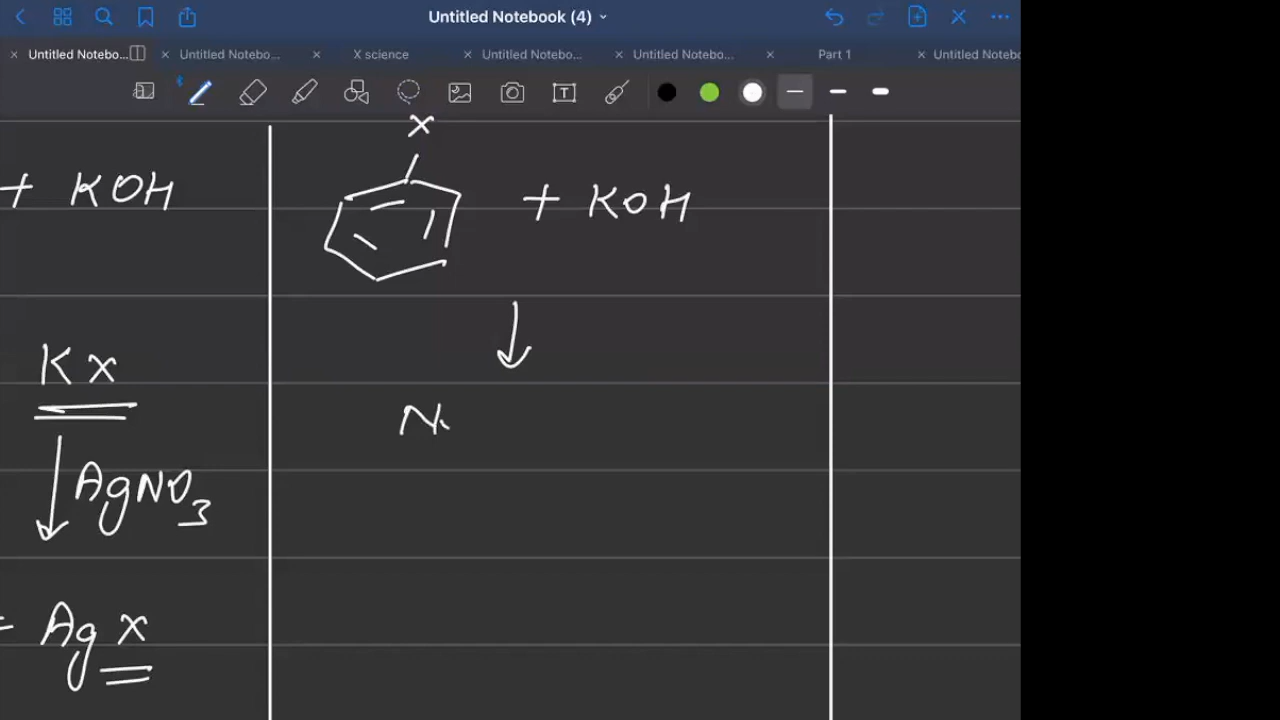 Untitled Notebook (4)
Untitled Notebo...
Untitled Notebo...
X science
Untitled Notebo...
Untitled Notebo...
Part 1
Untitled Notebo
T
+ KOH
Kx
AgNO3
Agx
x
+ KOH
N